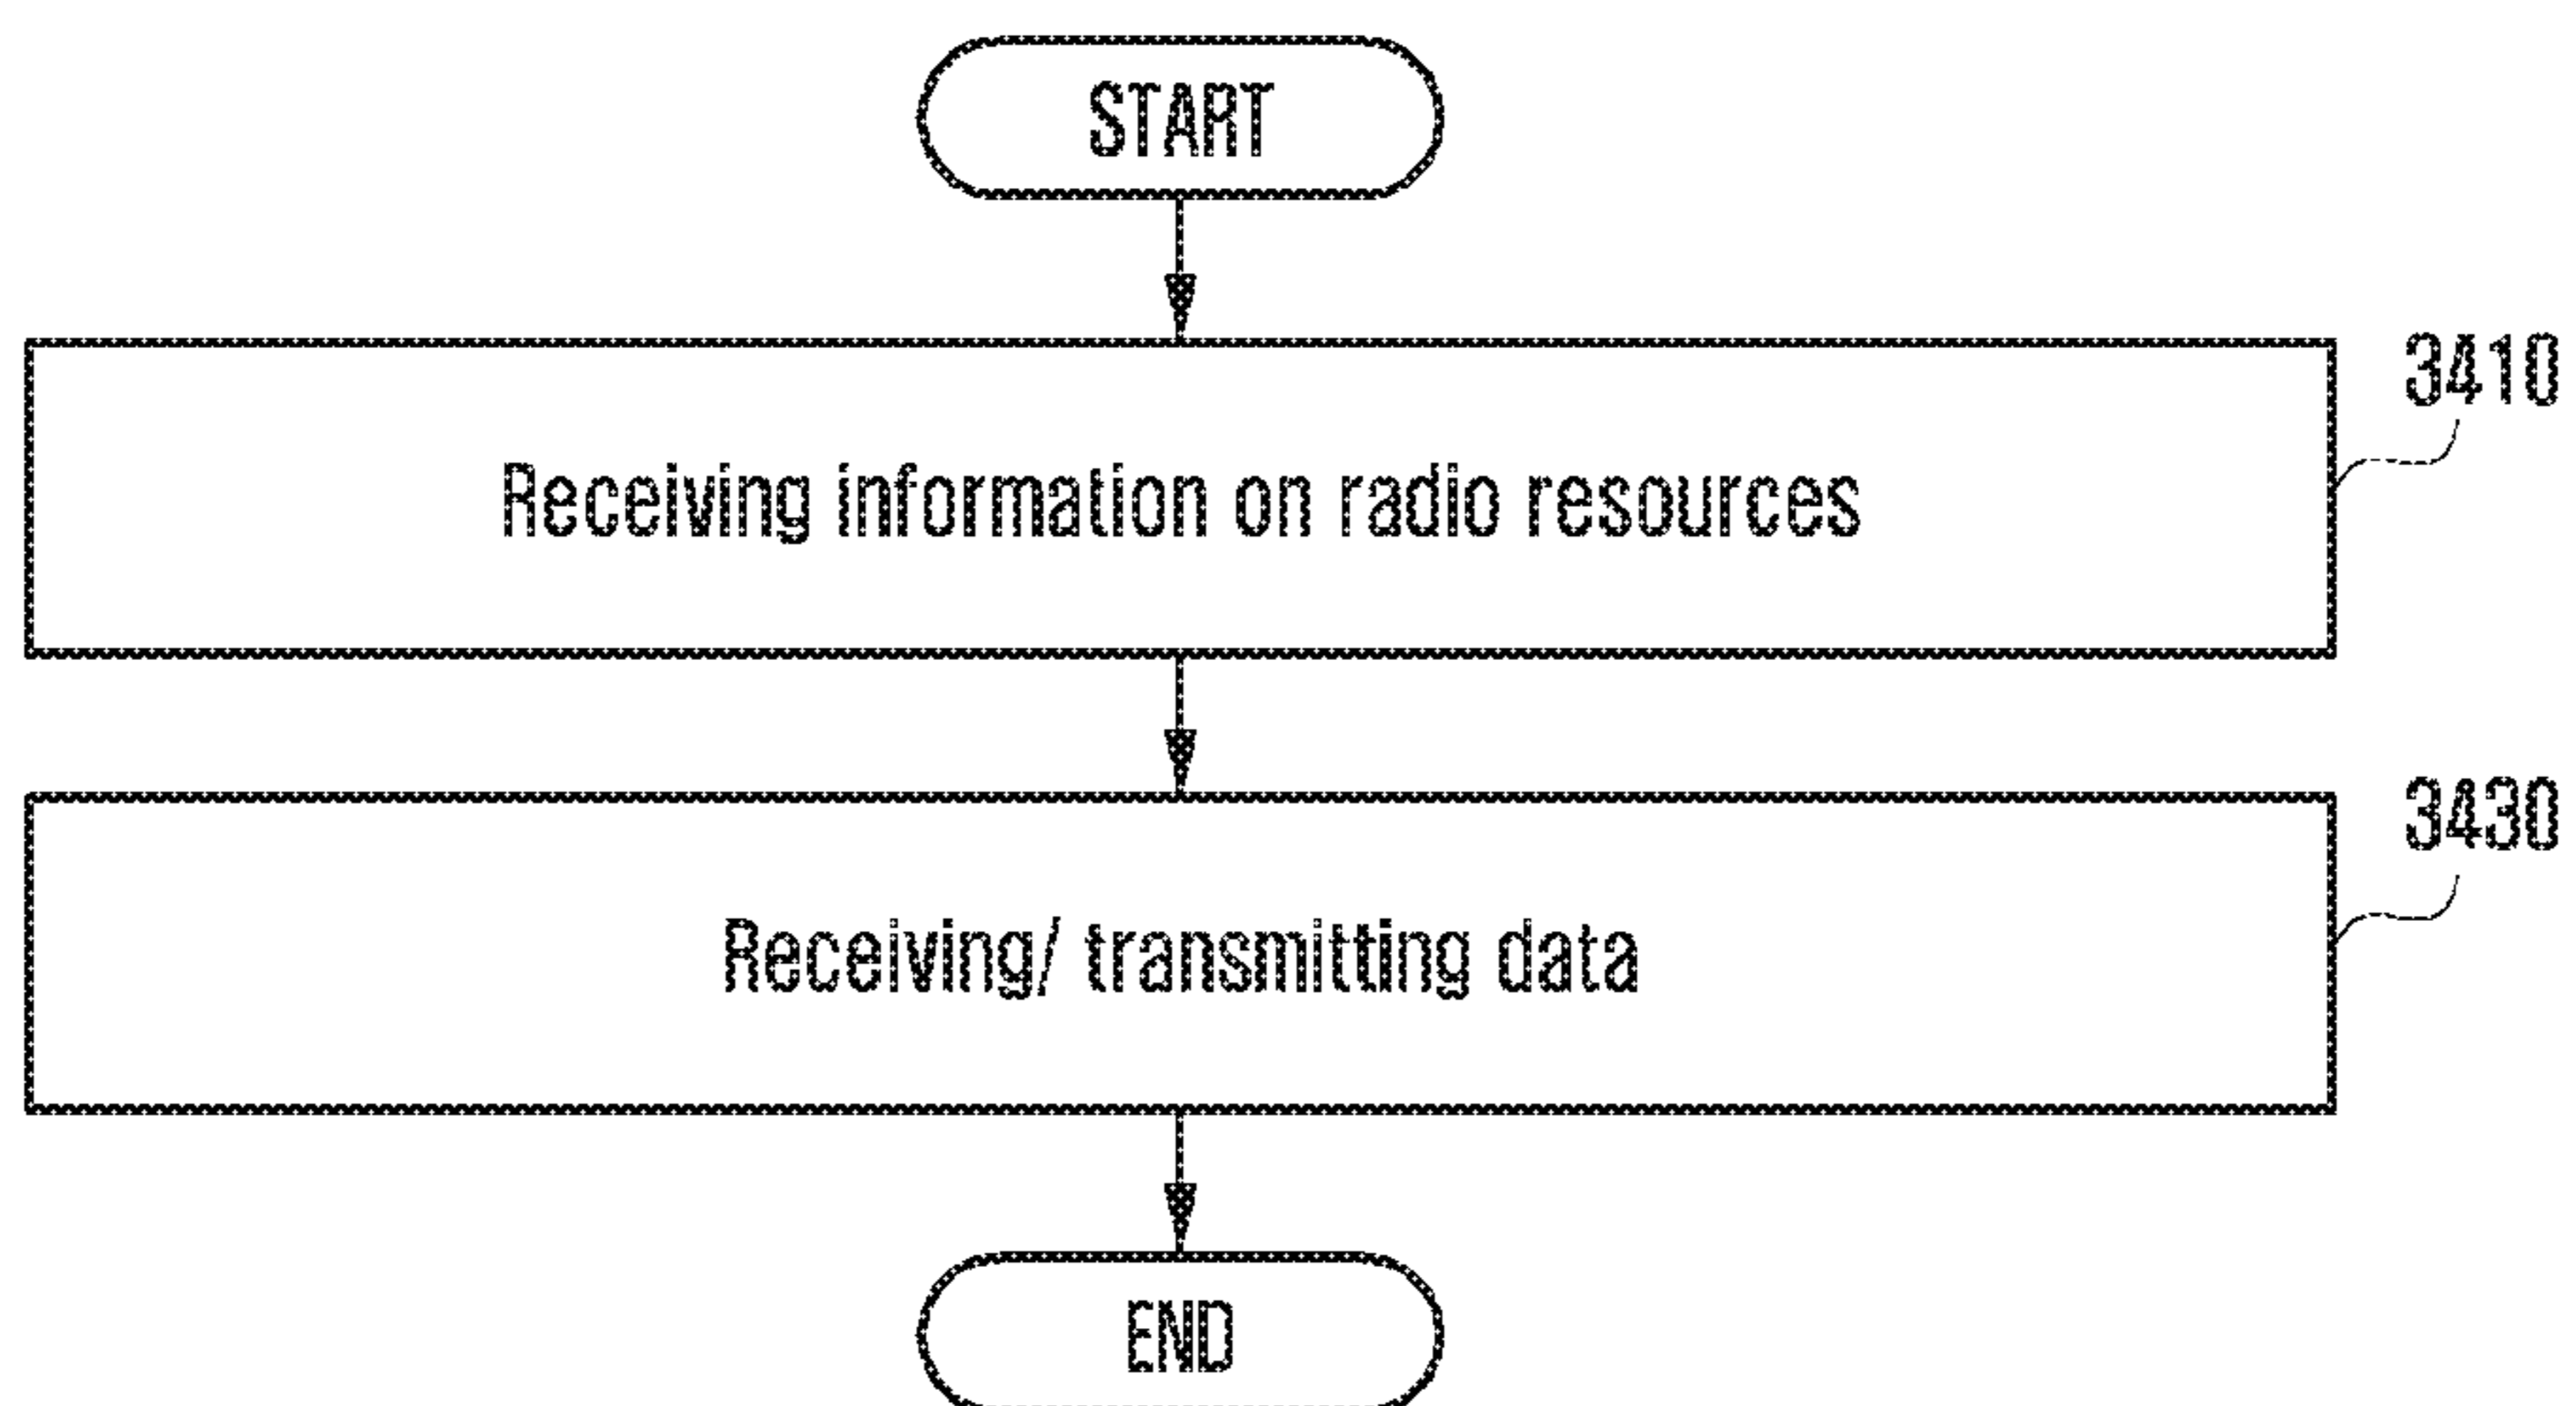 START
3410
Receiving information on radio resources
3430
Receiving/ transmitting data
END